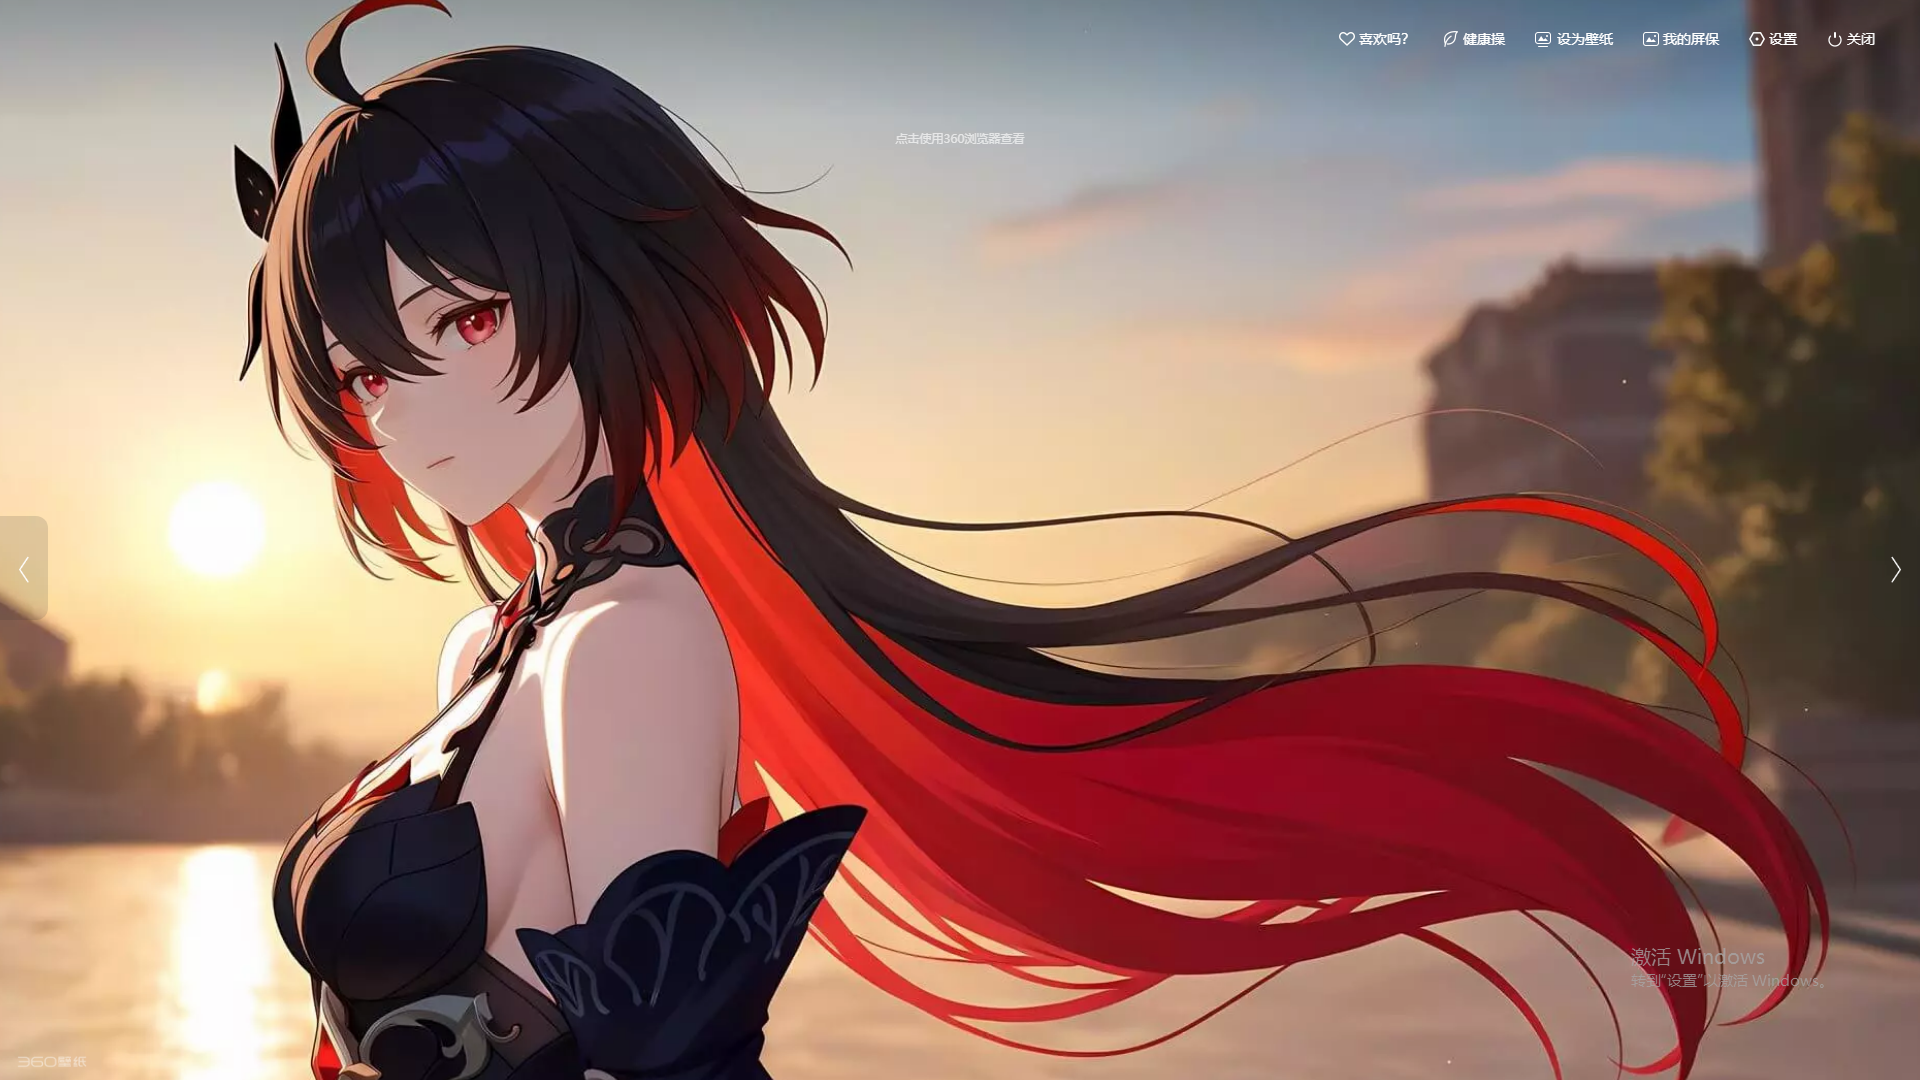 喜欢吗?
健康操
设为壁纸
我的屏保
设置
关闭
点击使用360浏览器查看
激活 Windows
转到"设置"以激活 Windows。
360壁纸